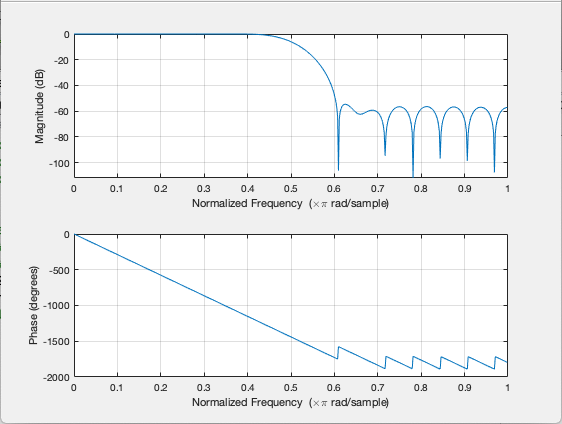 0
-20
-40
-60
-80
-100
Magnitude (dB)
0 0.1 0.2 0.3 0.4 0.5 0.6 0.7 0.8 0.9 1
Normalized Frequency (×π rad/sample)
0
-500
-1000
-1500
-2000
Phase (degrees)
0 0.1 0.2 0.3 0.4 0.5 0.6 0.7 0.8 0.9 1
Normalized Frequency (×π rad/sample)